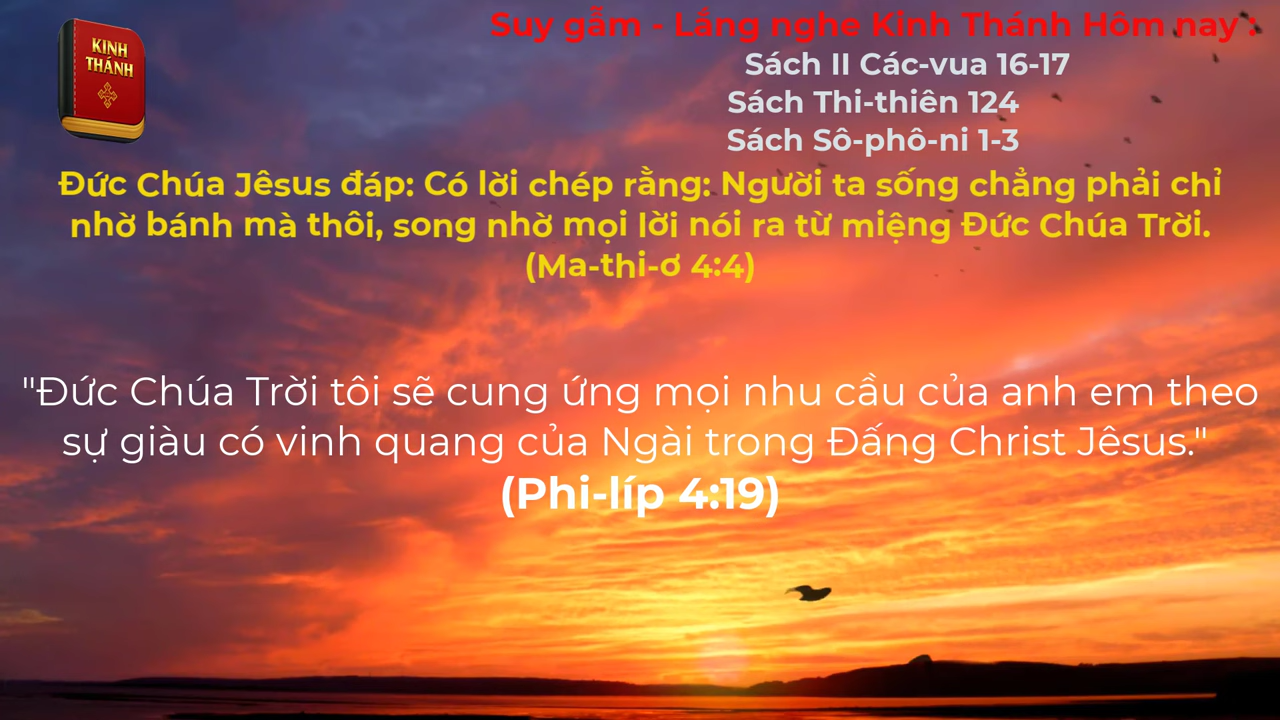 KINH
THÁNH
Suy gẫm - Lắng nghe Kinh Thánh Hôm nay :
Sách II Các-vua 16-17
Sách Thi-thiên 124
Sách Sô-phô-ni 1-3
Đức Chúa Jêsus đáp: Có lời chép rằng: Người ta sống chẳng phải chỉ
nhờ bánh mà thôi, song nhờ mọi lời nói ra từ miệng Đức Chúa Trời.
(Ma-thi-ơ 4:4)
"Đức Chúa Trời tôi sẽ cung ứng mọi nhu cầu của anh em theo
sự giàu có vinh quang của Ngài trong Đấng Christ Jêsus."
(Phi-líp 4:19)